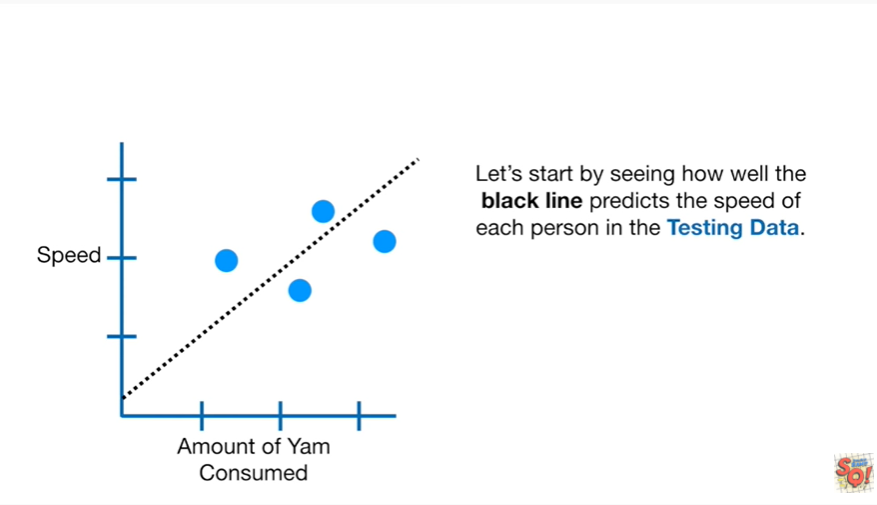 Let's start by seeing how well the
black line predicts the speed of
each person in the Testing Data.
Speed
Amount of Yam
Consumed
SQ!